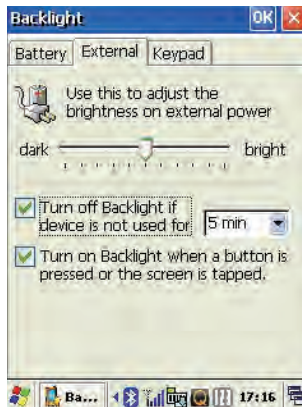 Backlight OK
Battery External Keypad
Use this to adjust the
brightness on external power
dark bright
Turn off Backlight if
device is not used for 5 min
Turn on Backlight when a button is
pressed or the screen is tapped.
Ba... 17:16